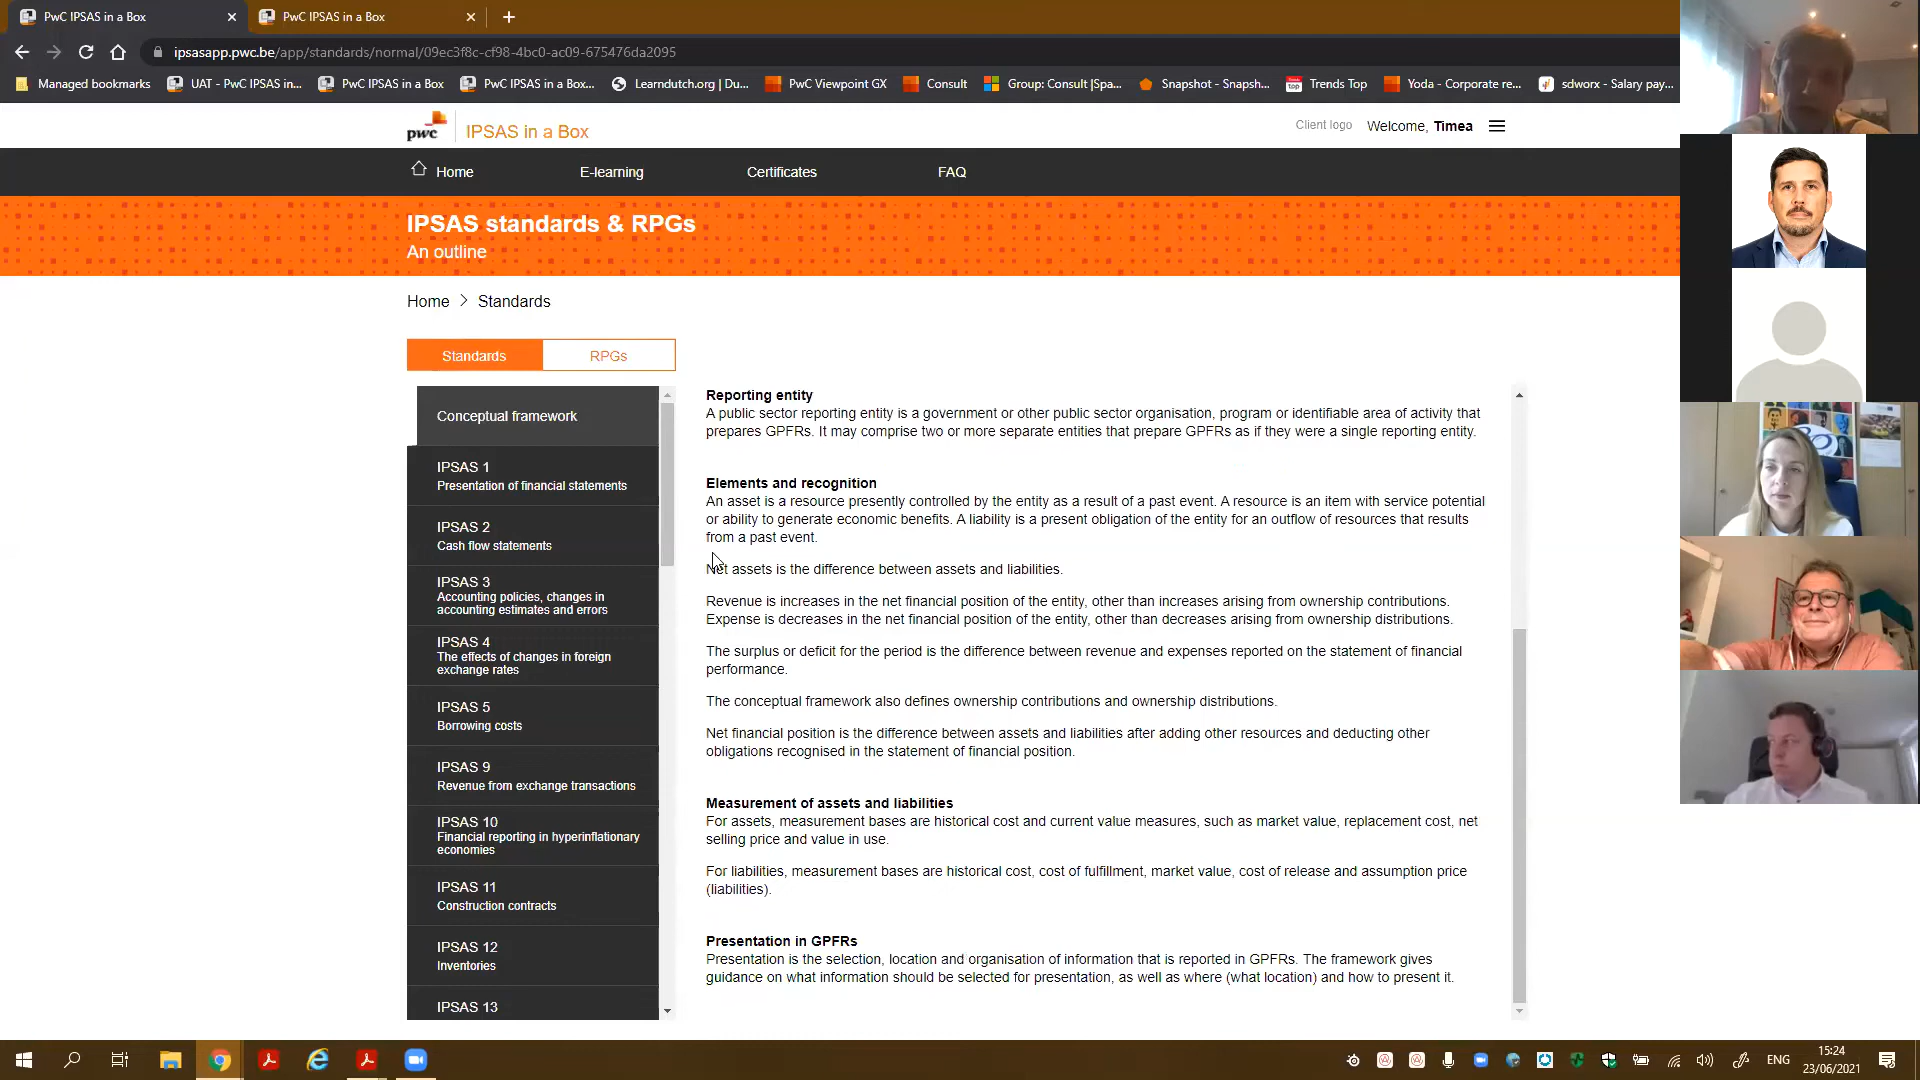 PwC IPSAS in a Box
PwC IPSAS in a Box
ipsasapp.pwc.be/app/standards/normal/09ec3f8c-cf98-4bc0-ac09-675476da2095
Managed bookmarks
UAT - PwC IPSAS in...
PwC IPSAS in a Box
PwC IPSAS in a Box...
Learndutch.org | Du...
PwC Viewpoint GX
Consult
Group: Consult |Spa...
Snapshot - Snapsh...
Trends Top
Yoda - Corporate re...
sdworx - Salary pay...
pwc
IPSAS in a Box
Client logo
Welcome, Timea
Home
E-learning
Certificates
FAQ
IPSAS standards & RPGs
An outline
Home > Standards
Standards
RPGs
Conceptual framework
IPSAS 1
Presentation of financial statements
IPSAS 2
Cash flow statements
IPSAS 3
Accounting policies, changes in
accounting estimates and errors
IPSAS 4
The effects of changes in foreign
exchange rates
IPSAS 5
Borrowing costs
IPSAS 9
Revenue from exchange transactions
IPSAS 10
Financial reporting in hyperinflationary
economies
IPSAS 11
Construction contracts
IPSAS 12
Inventories
IPSAS 13
Reporting entity
A public sector reporting entity is a government or other public sector organisation, program or identifiable area of activity that
prepares GPFRs. It may comprise two or more separate entities that prepare GPFRs as if they were a single reporting entity.
Elements and recognition
An asset is a resource presently controlled by the entity as a result of a past event. A resource is an item with service potential
or ability to generate economic benefits. A liability is a present obligation of the entity for an outflow of resources that results
from a past event.
Net assets is the difference between assets and liabilities.
Revenue is increases in the net financial position of the entity, other than increases arising from ownership contributions.
Expense is decreases in the net financial position of the entity, other than decreases arising from ownership distributions.
The surplus or deficit for the period is the difference between revenue and expenses reported on the statement of financial
performance.
The conceptual framework also defines ownership contributions and ownership distributions.
Net financial position is the difference between assets and liabilities after adding other resources and deducting other
obligations recognised in the statement of financial position.
Measurement of assets and liabilities
For assets, measurement bases are historical cost and current value measures, such as market value, replacement cost, net
selling price and value in use.
For liabilities, measurement bases are historical cost, cost of fulfillment, market value, cost of release and assumption price
(liabilities).
Presentation in GPFRs
Presentation is the selection, location and organisation of information that is reported in GPFRs. The framework gives
guidance on what information should be selected for presentation, as well as where (what location) and how to present it.
ENG
15:24
23/06/2021